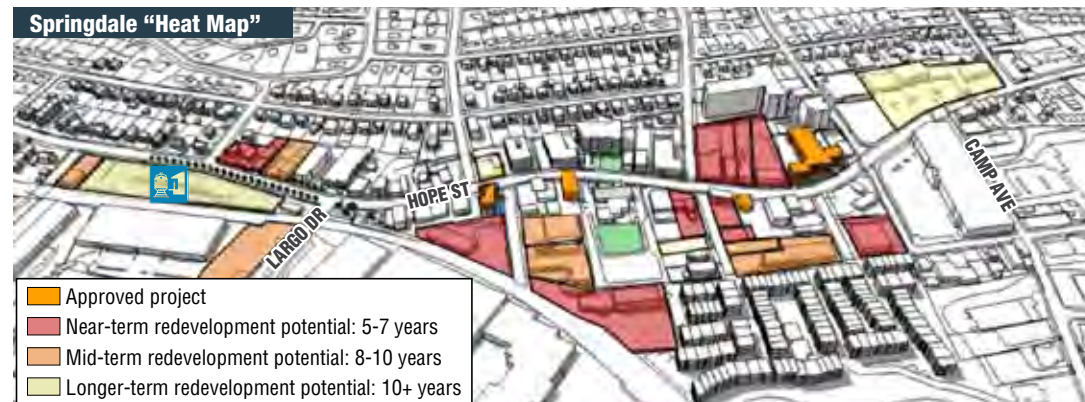 Springdale “Heat Map”
HOPE ST
CAMP AVE
LARGO DR
Approved project
Near-term redevelopment potential: 5-7 years
Mid-term redevelopment potential: 8-10 years
Longer-term redevelopment potential: 10+ years